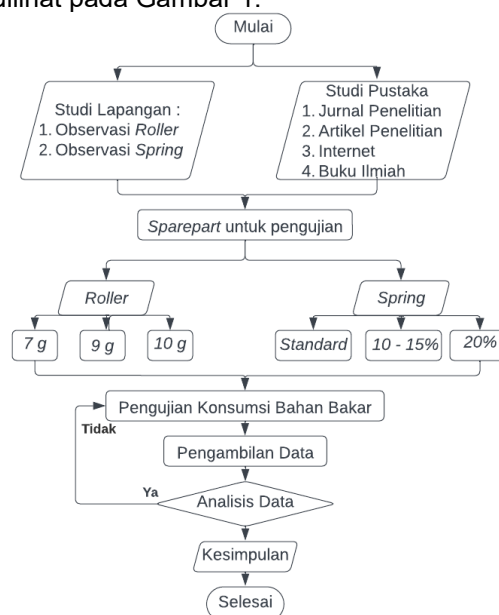 dilihat pada Gambar 1.
Mulai
Studi Lapangan :
1. Observasi Roller
2. Observasi Spring
Studi Pustaka
1. Jurnal Penelitian
2. Artikel Penelitian
3. Internet
4. Buku Ilmiah
Sparepart untuk pengujian
Roller
Spring
7 g
9 g
10 g
Standard
10 - 15%
20%
Pengujian Konsumsi Bahan Bakar
Tidak
Pengambilan Data
Ya
Analisis Data
Kesimpulan
Selesai